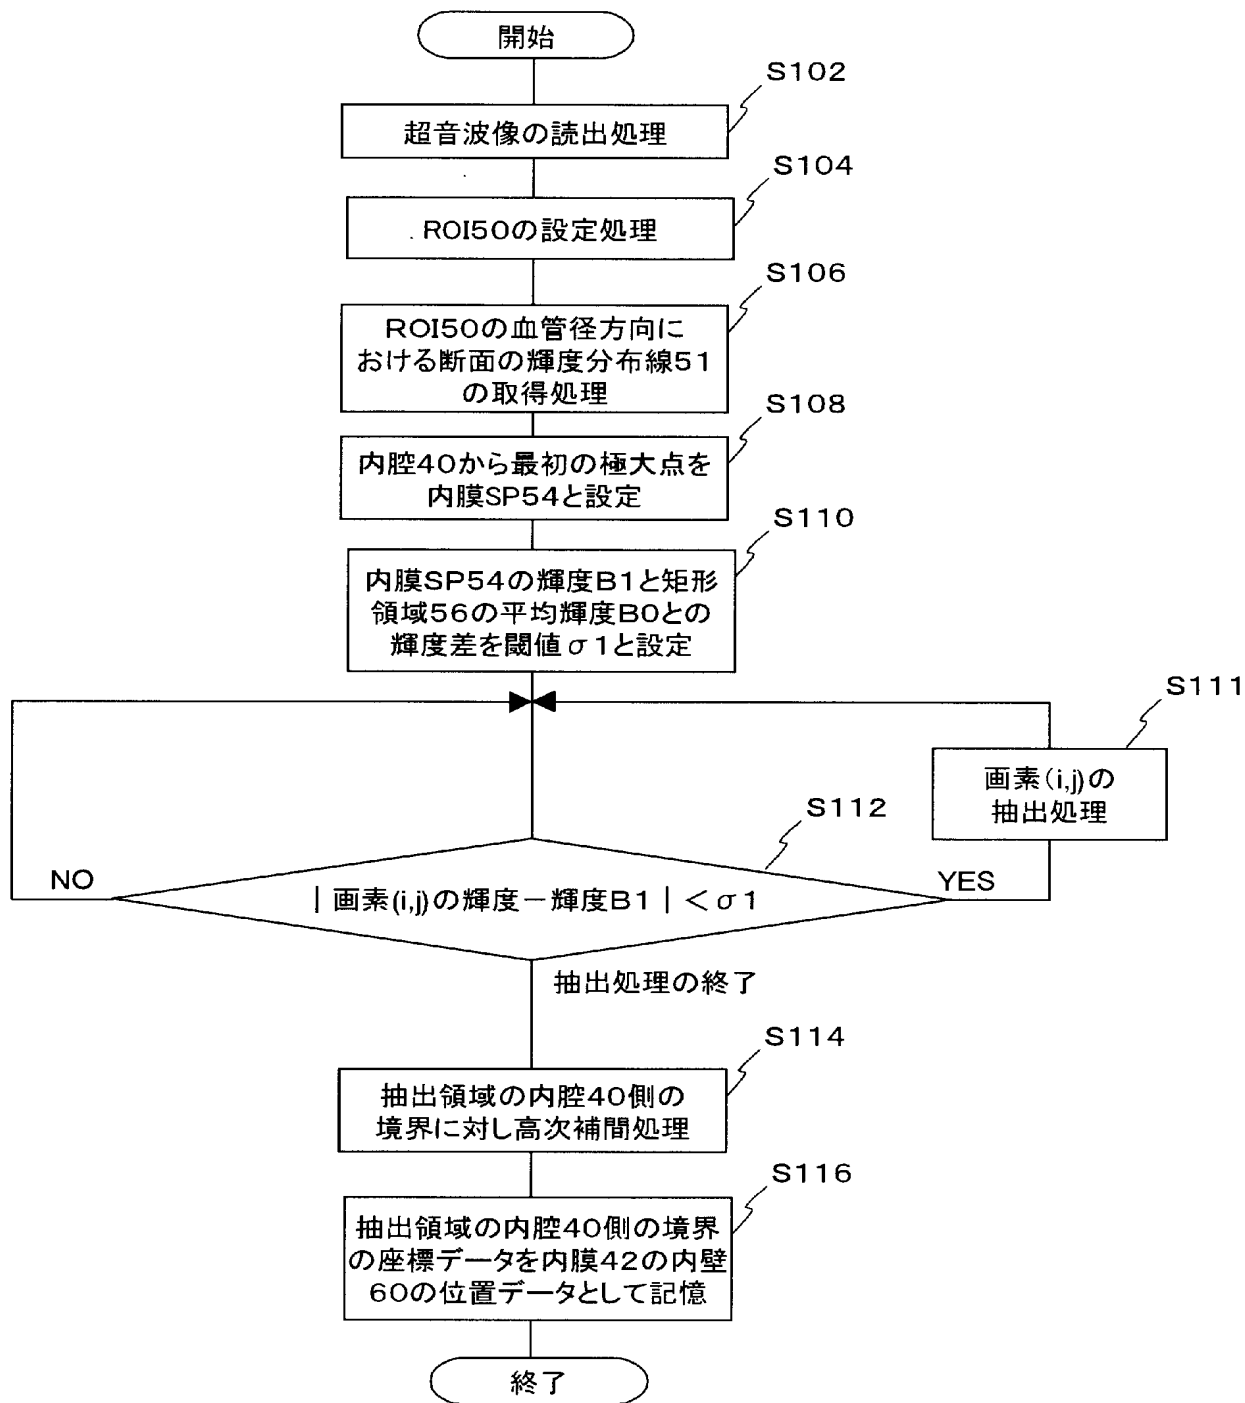 開始
S102
超音波像の読出処理
S104
ROI50の設定処理
S106
ROI50の血管径方向に
おける断面の輝度分布線51
の取得処理
S108
内腔40から最初の極大点を
内膜SP54と設定
S110
内膜SP54の輝度B1と矩形
領域56の平均輝度B0との
輝度差を閾値σ1と設定
S111
画素(i,j)の
抽出処理
S112
NO
|画素(i,j)の輝度-輝度B1|<σ1
YES
抽出処理の終了
S114
抽出領域の内腔40側の
境界に対し高次補間処理
S116
抽出領域の内腔40側の境界
の座標データを内膜42の内壁
60の位置データとして記憶
終了